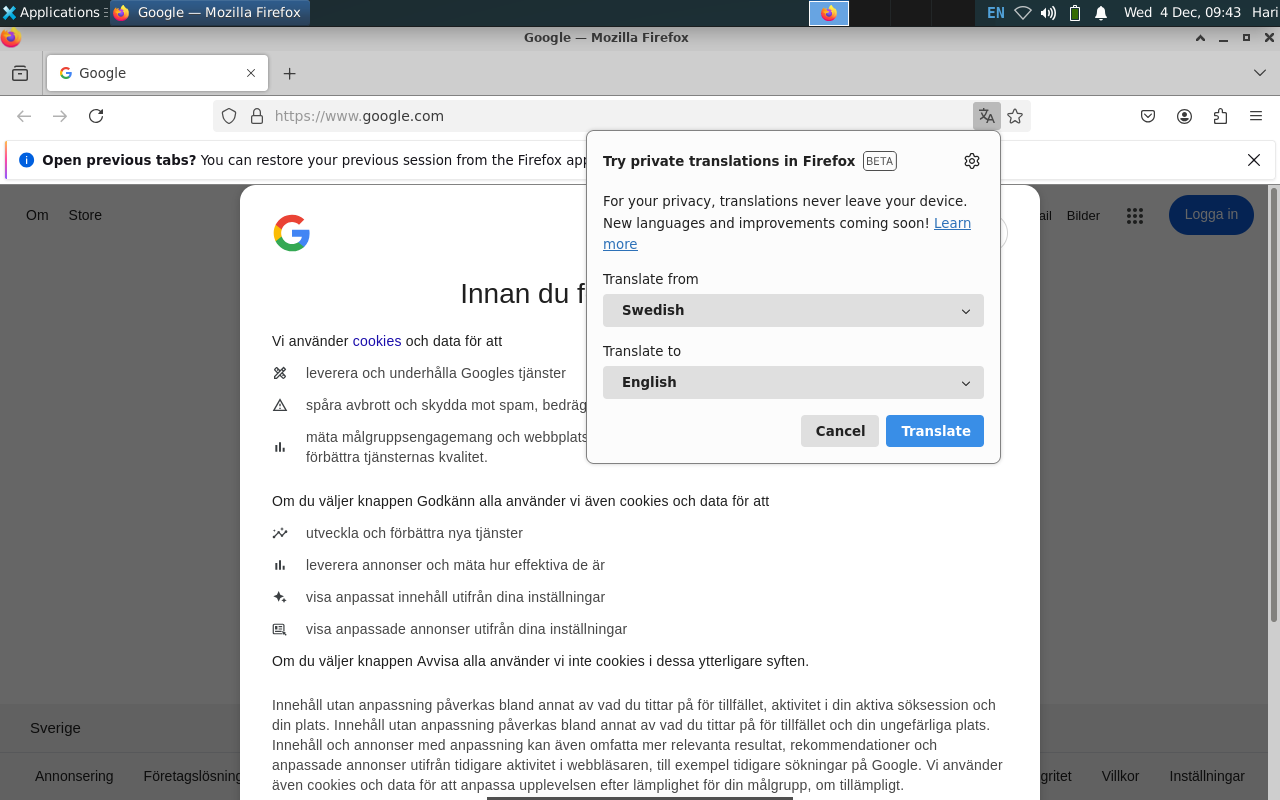 Applications
Google — Mozilla Firefox
EN
Wed 4 Dec, 09:43
Hari
Google — Mozilla Firefox
Google
https://www.google.com
Open previous tabs? You can restore your previous session from the Firefox app
Try private translations in Firefox BETA
For your privacy, translations never leave your device.
New languages and improvements coming soon! Learn
more
Translate from
Swedish
Translate to
English
Cancel
Translate
Om
Store
Bilder
Logga in
Innan du
Vi använder cookies och data för att
leverera och underhålla Googles tjänster
spåra avbrott och skydda mot spam,
mäta målgruppsengagemang och
förbättra tjänsternas kvalitet.
Om du väljer knappen Godkänn alla använder vi även cookies och data för att
utveckla och förbättra nya tjänster
leverera annonser och mäta hur effektiva de är
visa anpassat innehåll utifrån dina inställningar
visa anpassade annonser utifrån dina inställningar
Om du väljer knappen Avvisa alla använder vi inte cookies i dessa ytterligare syften.
Innehåll utan anpassning påverkas bland annat av vad du tittar på för tillfället, aktivitet i din aktiva söksession och
din plats. Innehåll utan anpassning påverkas bland annat av vad du tittar på för tillfället och din ungefärliga plats.
Innehåll och annonser med anpassning kan även omfatta mer relevanta resultat, rekommendationer och
anpassade annonser utifrån tidigare aktivitet i webbläsaren, till exempel tidigare sökningar på Google. Vi använder
även cookies och data för att anpassa upplevelsen efter lämplighet för din målgrupp, om tillämpligt.
Sverige
Annonsering
Företagslösning
Villkor
Inställningar